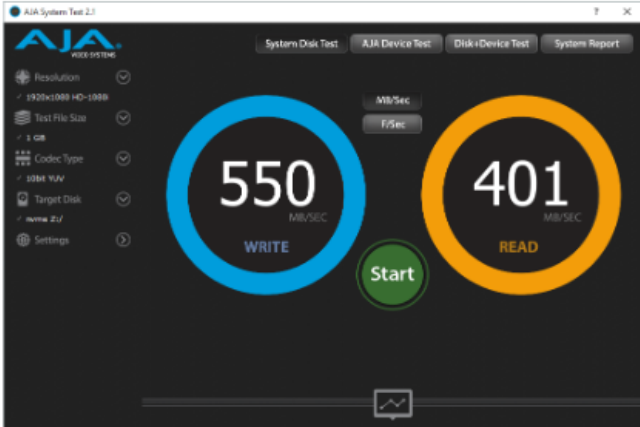 AJA System Test 2.1
? X
AJA
VIDEO SYSTEMS
System Disk Test
AJA Device Test
Disk+Device Test
System Report
Resolution
1920x1080 HD-1080i
Test File Size
1 GB
Codec Type
10bit YUV
Target Disk
nvme Z:/
Settings
MB/Sec
F/Sec
550
MB/SEC
WRITE
401
MB/SEC
READ
Start